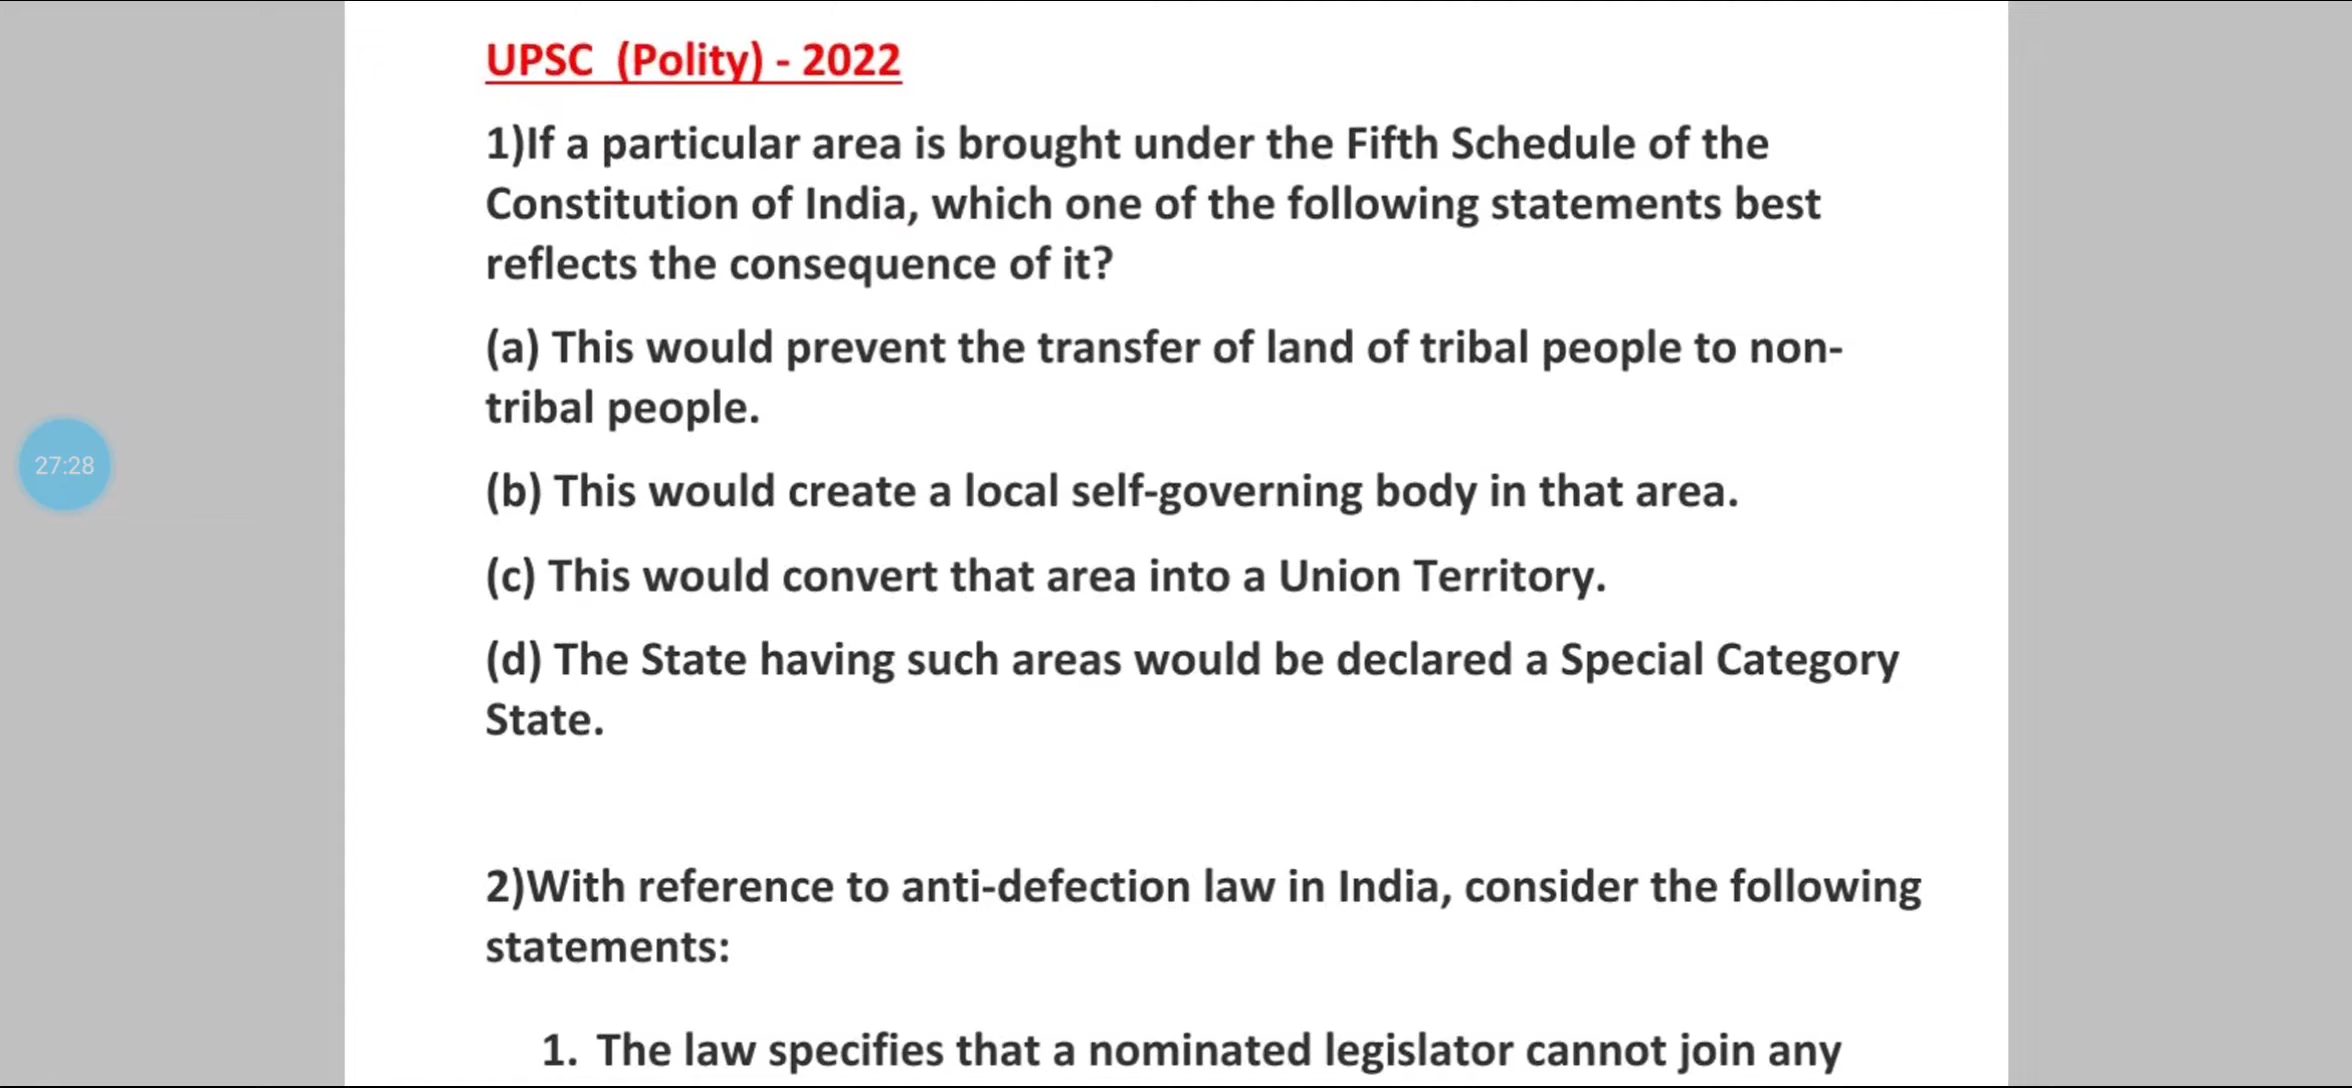 UPSC (Polity) - 2022
1)If a particular area is brought under the Fifth Schedule of the
Constitution of India, which one of the following statements best
reflects the consequence of it?
(a) This would prevent the transfer of land of tribal people to non-
tribal people.
(b) This would create a local self-governing body in that area.
27:28
(c) This would convert that area into a Union Territory.
(d) The State having such areas would be declared a Special Category
State.
2)With reference to anti-defection law in India, consider the following
statements:
1. The law specifies that a nominated legislator cannot join any